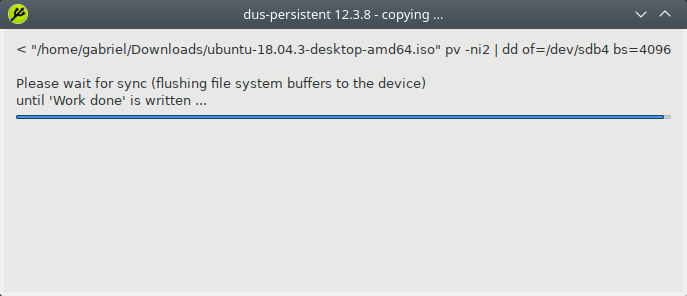 dus-persistent 12.3.8 - copying ...
< "/home/gabriel/Downloads/ubuntu-18.04.3-desktop-amd64.iso" pv -ni2 | dd of=/dev/sdb4 bs=4096
Please wait for sync (flushing file system buffers to the device)
until 'Work done' is written ...